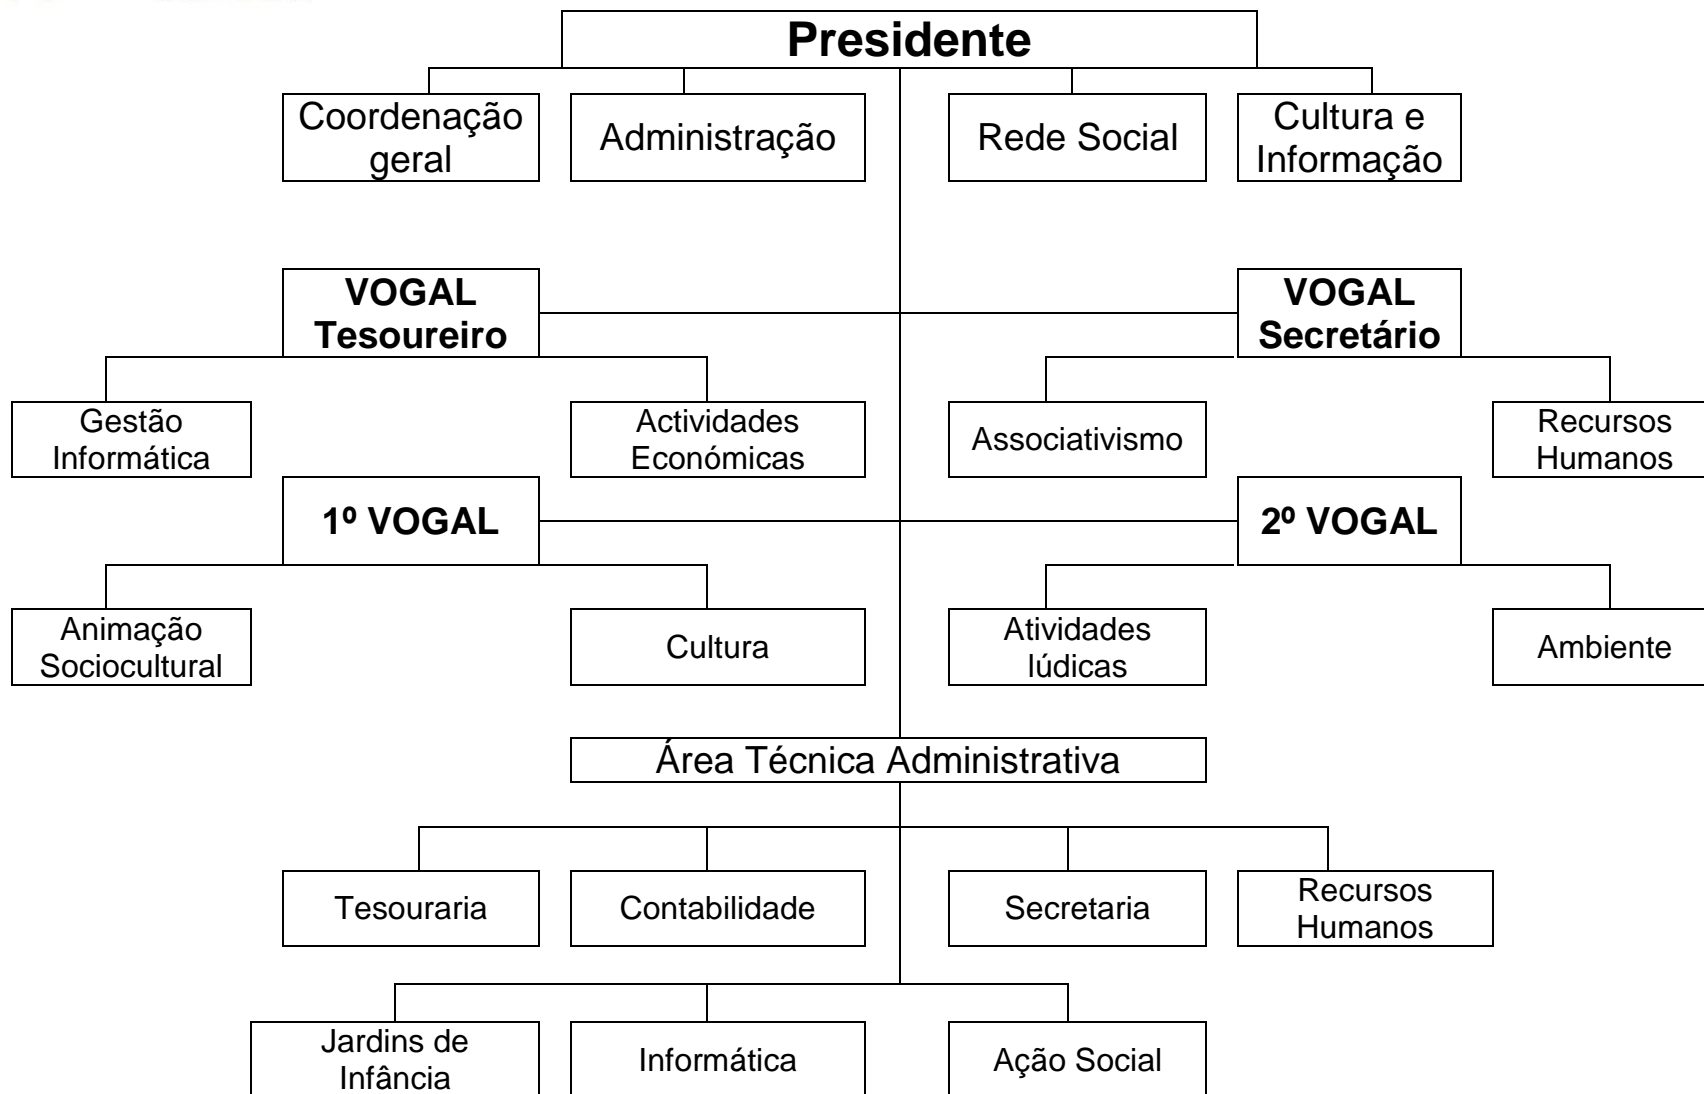 Presidente
Coordenação
geral
Administração
Rede Social
Cultura e
Informação
VOGAL
Tesoureiro
VOGAL
Secretário
Gestão
Informática
Actividades
Económicas
Associativismo
Recursos
Humanos
1º VOGAL
2º VOGAL
Animação
Sociocultural
Cultura
Atividades
lúdicas
Ambiente
Área Técnica Administrativa
Tesouraria
Contabilidade
Secretaria
Recursos
Humanos
Jardins de
Infância
Informática
Ação Social